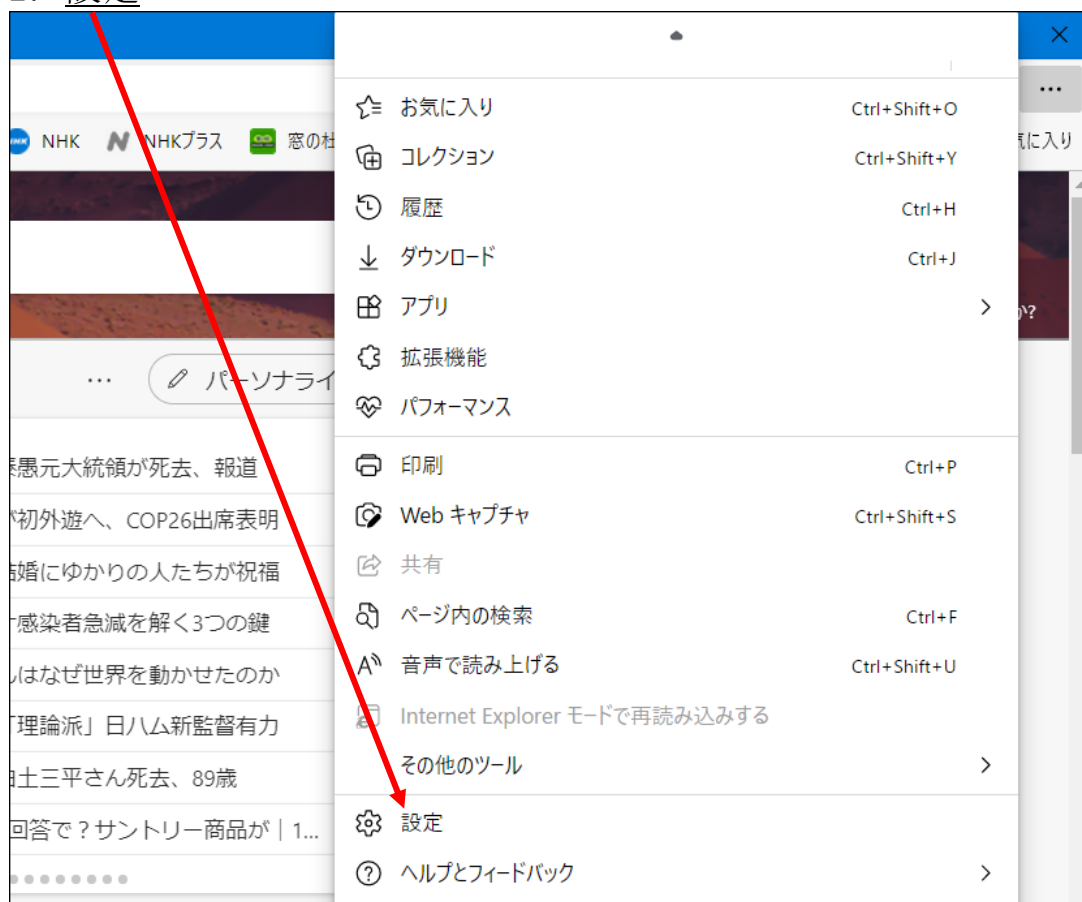 設定
お気に入り Ctrl+Shift+O
NHK NHKプラス 窓の杜
気に入り
コレクション Ctrl+Shift+Y
履歴 Ctrl+H
ダウンロード Ctrl+J
アプリ
か?
拡張機能
… パーソナライ
パフォーマンス
愚元大統領が死去、報道
印刷 Ctrl+P
初外遊へ、COP26出席表明
Web キャプチャ Ctrl+Shift+S
結婚にゆかりの人たちが祝福
共有
感染者急減を解く3つの鍵
ページ内の検索 Ctrl+F
はなぜ世界を動かせたのか
音声で読み上げる Ctrl+Shift+U
「理論派」日ハム新監督有力
Internet Explorer モードで再読み込みする
土三平さん死去、89歳
その他のツール
回答で？サントリー商品が｜1...
設定
ヘルプとフィードバック